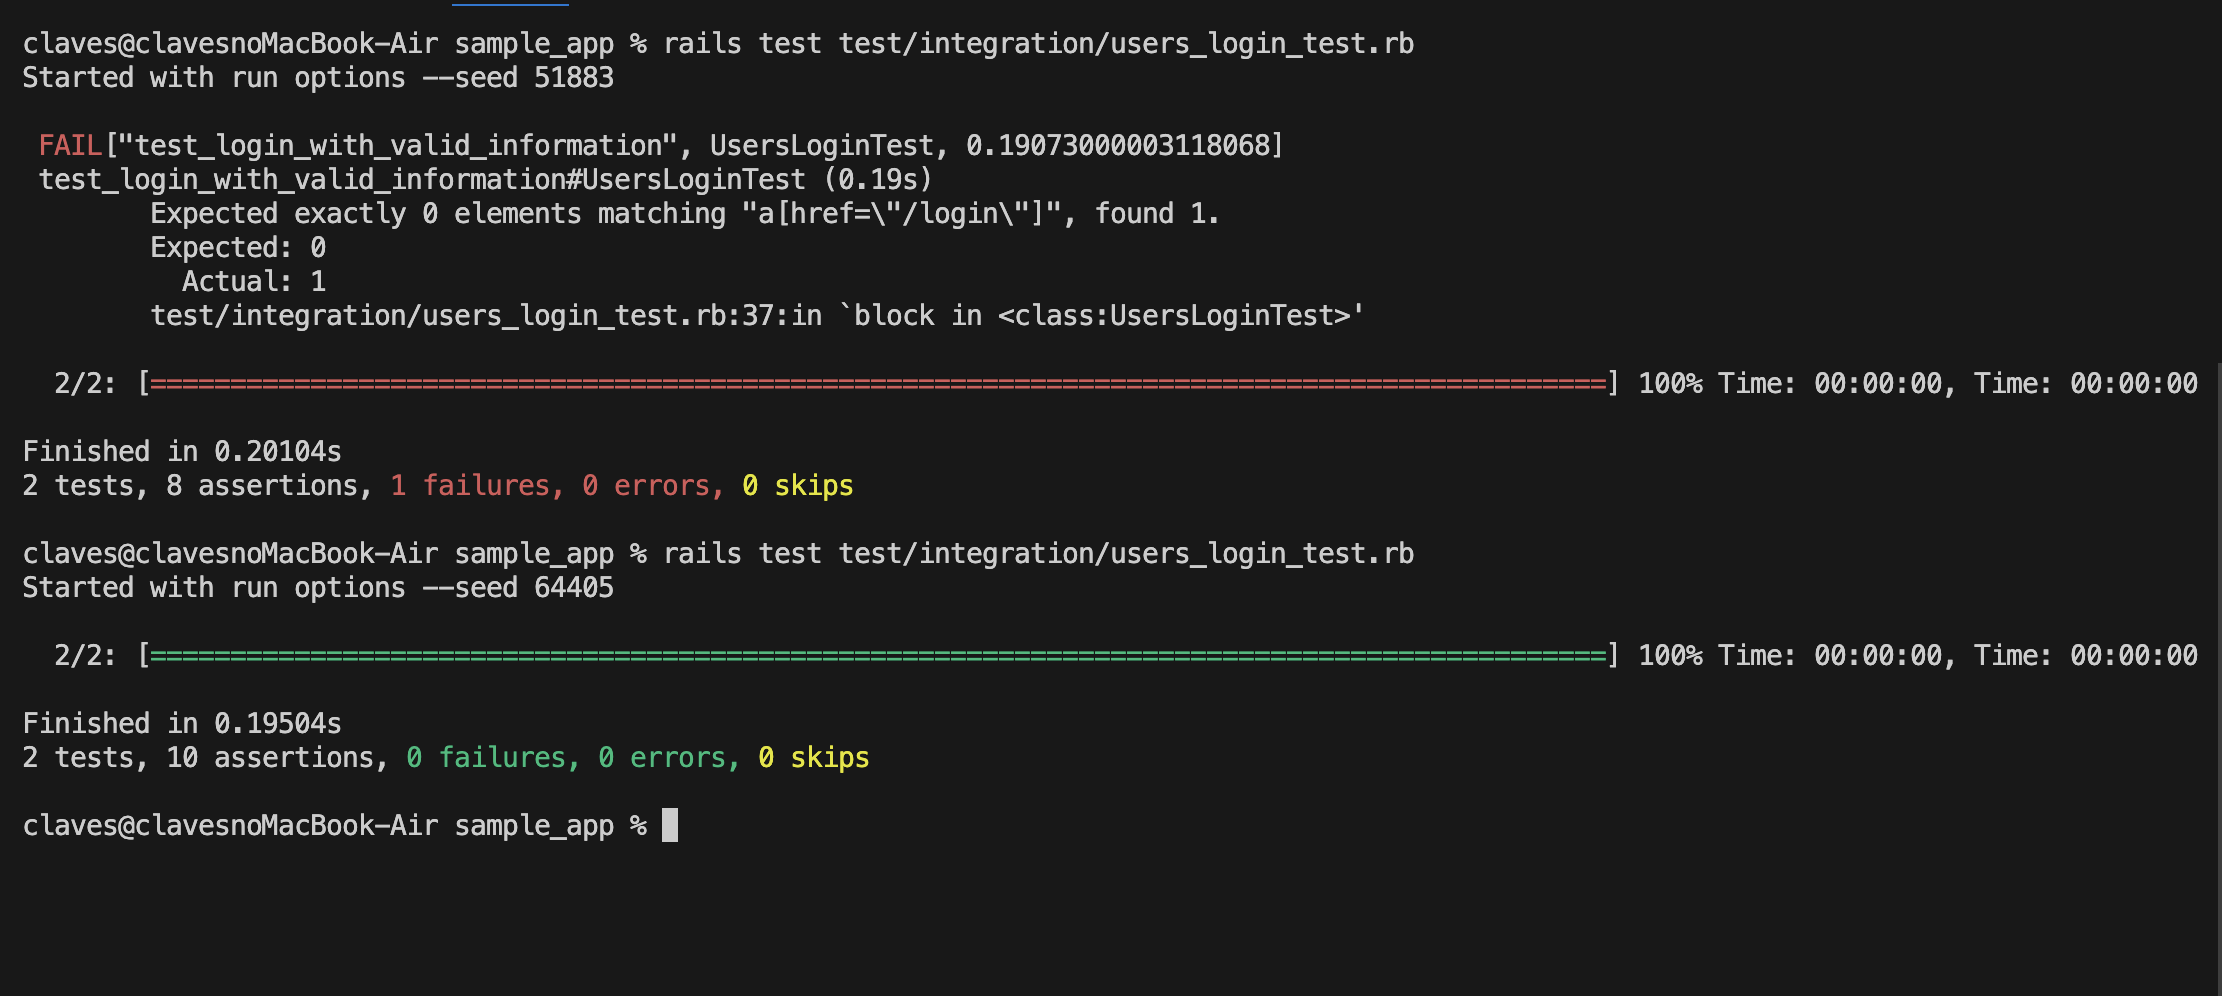 claves@clavesnoMacBook-Air sample_app % rails test test/integration/users_login_test.rb
Started with run options --seed 51883
FAIL["test_login_with_valid_information", UsersLoginTest, 0.19073000003118068]
test_login_with_valid_information#UsersLoginTest (0.19s)
Expected exactly 0 elements matching "a[href=\"/login\"]", found 1.
Expected: 0
Actual: 1
test/integration/users_login_test.rb:37:in `block in <class:UsersLoginTest>'
2/2: [===========================================================================================] 100% Time: 00:00:00, Time: 00:00:00
Finished in 0.20104s
2 tests, 8 assertions, 1 failures, 0 errors, 0 skips
claves@clavesnoMacBook-Air sample_app % rails test test/integration/users_login_test.rb
Started with run options --seed 64405
2/2: [===========================================================================================] 100% Time: 00:00:00, Time: 00:00:00
Finished in 0.19504s
2 tests, 10 assertions, 0 failures, 0 errors, 0 skips
claves@clavesnoMacBook-Air sample_app %